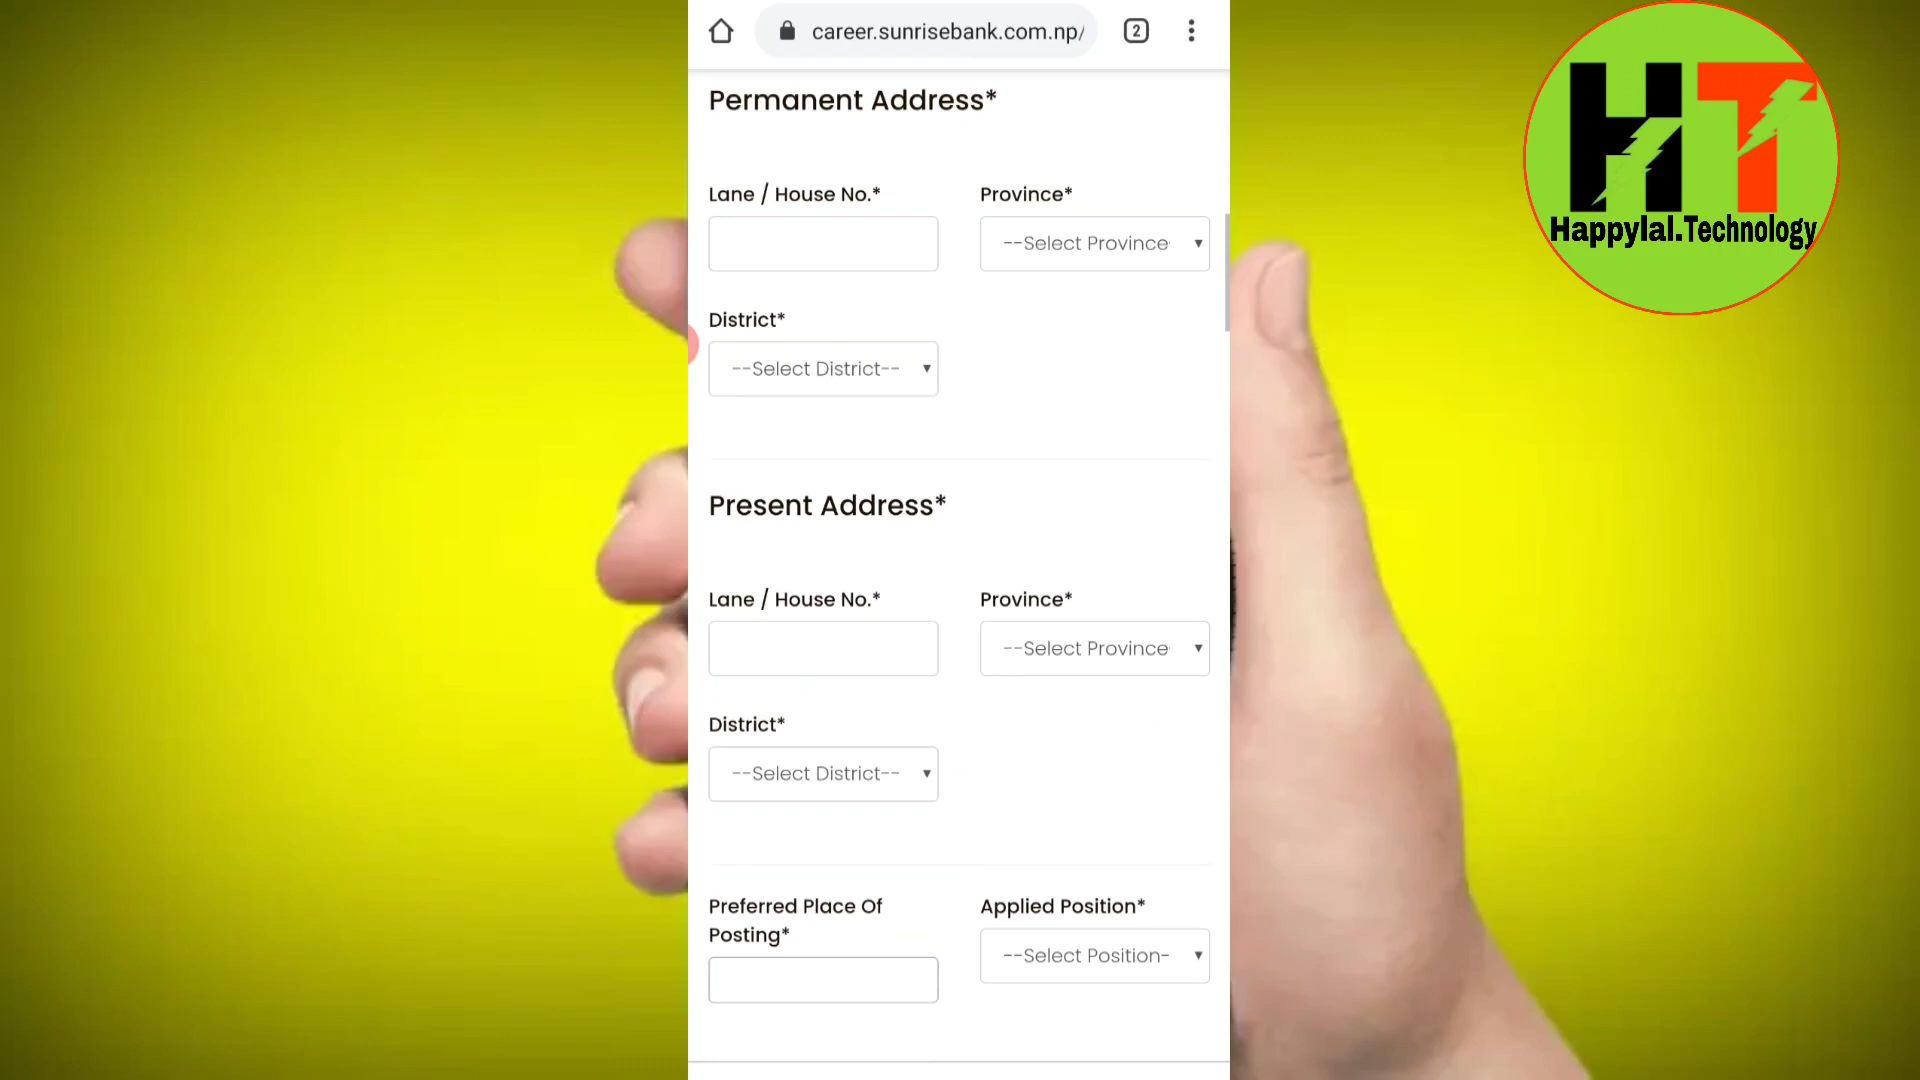 career.sunrisebank.com.np/
2
Permanent Address*
Lane / House No.*
Province*
--Select Province
District*
--Select District--
Present Address*
Lane / House No.*
Province*
--Select Province
District*
--Select District--
Preferred Place Of
Posting*
Applied Position*
--Select Position-
HT
Happylal.Technology